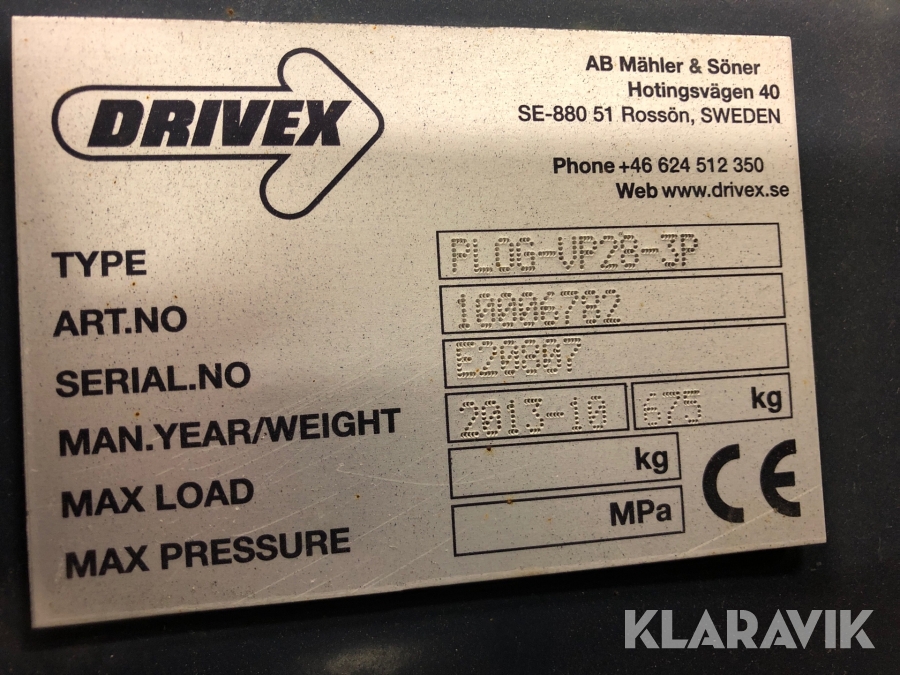 DRIVEX
AB Mähler & Söner
Hotingsvägen 40
SE-880 51 Rossön, SWEDEN
Phone +46 624 512 350
Web www.drivex.se
TYPE PLOG-VP28-3P
ART.NO 10006782
SERIAL.NO E20807
MAN.YEAR/WEIGHT 2013-10 675 kg
MAX LOAD kg
MAX PRESSURE MPa
CE
KLARAVIK